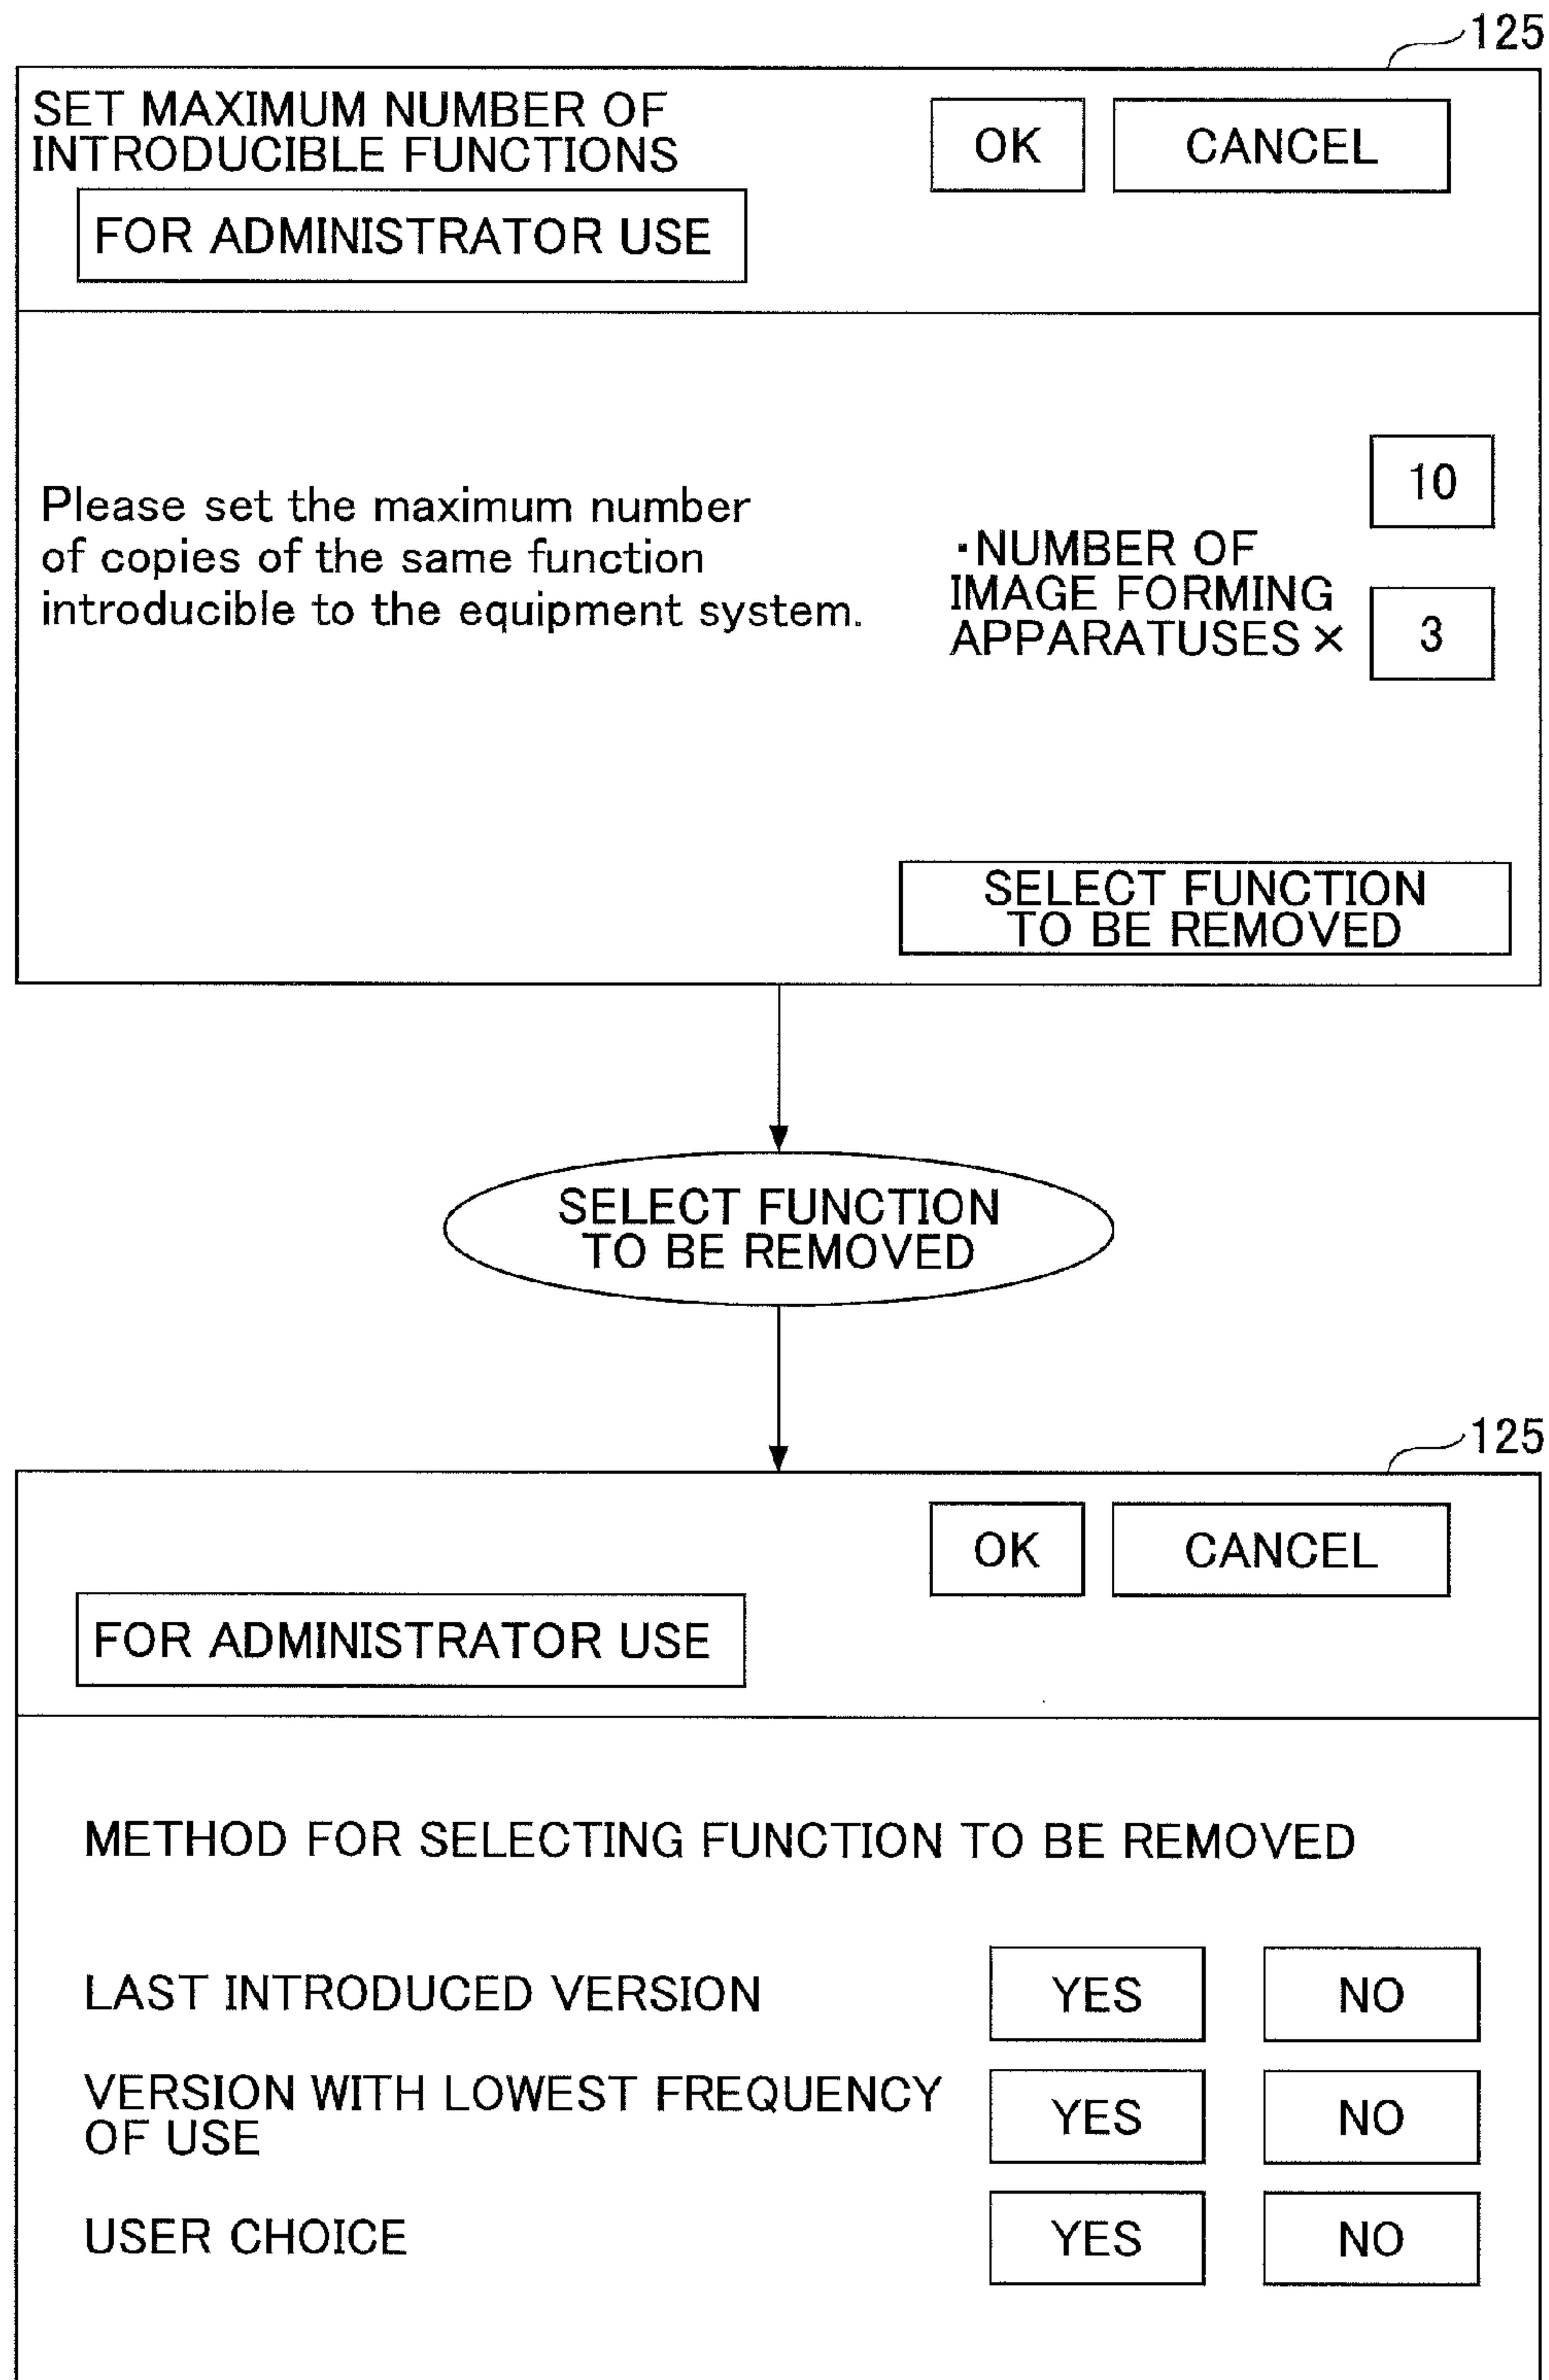 125
SET MAXIMUM NUMBER OF
INTRODUCIBLE FUNCTIONS
OK
CANCEL
FOR ADMINISTRATOR USE
Please set the maximum number
of copies of the same function
introducible to the equipment system.
10
・NUMBER OF
IMAGE FORMING
APPARATUSES ×
3
SELECT FUNCTION
TO BE REMOVED
SELECT FUNCTION
TO BE REMOVED
125
OK
CANCEL
FOR ADMINISTRATOR USE
METHOD FOR SELECTING FUNCTION TO BE REMOVED
LAST INTRODUCED VERSION
YES
NO
VERSION WITH LOWEST FREQUENCY
OF USE
YES
NO
USER CHOICE
YES
NO